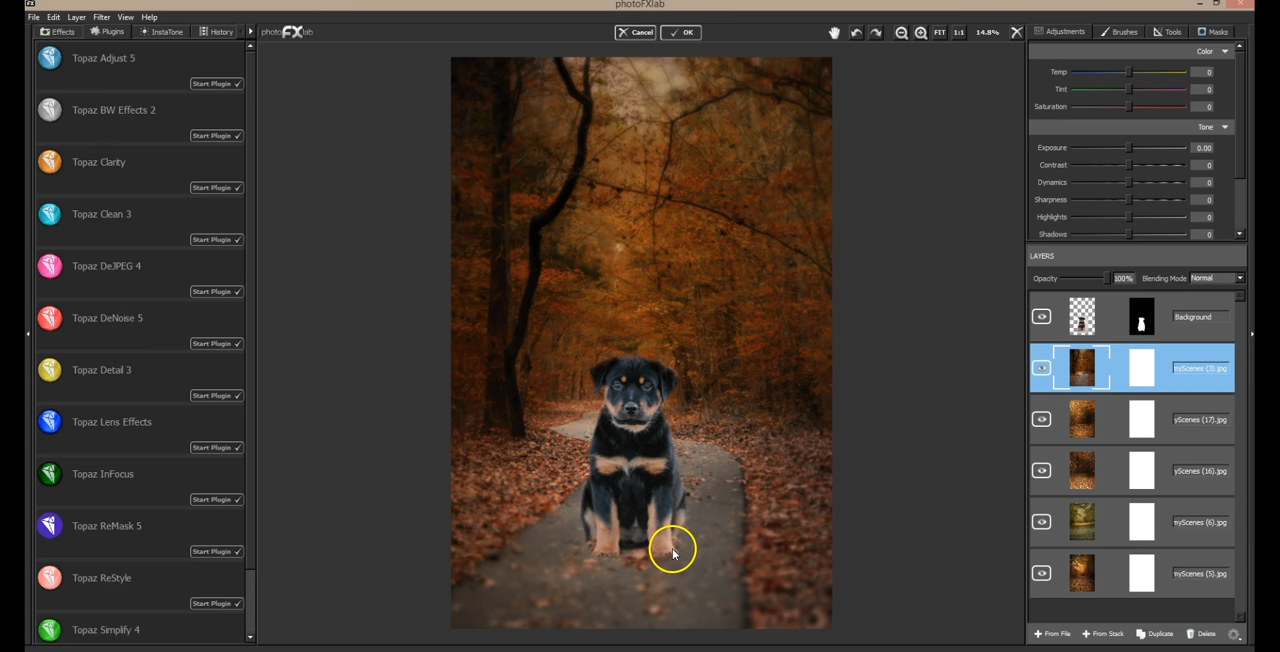 photoFXlab
File Edit Layer Filter View Help
Effects Plugins InstaTone History
photoFXlab
Cancel OK
FIT 1:1 14.8%
Adjustments Brushes Tools Masks
Topaz Adjust 5
Start Plugin
Topaz BW Effects 2
Start Plugin
Topaz Clarity
Start Plugin
Topaz Clean 3
Start Plugin
Topaz DeJPEG 4
Start Plugin
Topaz DeNoise 5
Start Plugin
Topaz Detail 3
Start Plugin
Topaz Lens Effects
Start Plugin
Topaz InFocus
Start Plugin
Topaz ReMask 5
Start Plugin
Topaz ReStyle
Start Plugin
Topaz Simplify 4
Color
Temp 0
Tint 0
Saturation 0
Tone
Exposure 0.00
Contrast 0
Dynamics 0
Sharpness 0
Highlights 0
Shadows 0
LAYERS
Opacity 100% Blending Mode Normal
Background
myScenes (3).jpg
yScenes (17).jpg
yScenes (16).jpg
myScenes (6).jpg
myScenes (5).jpg
From File From Stack Duplicate Delete